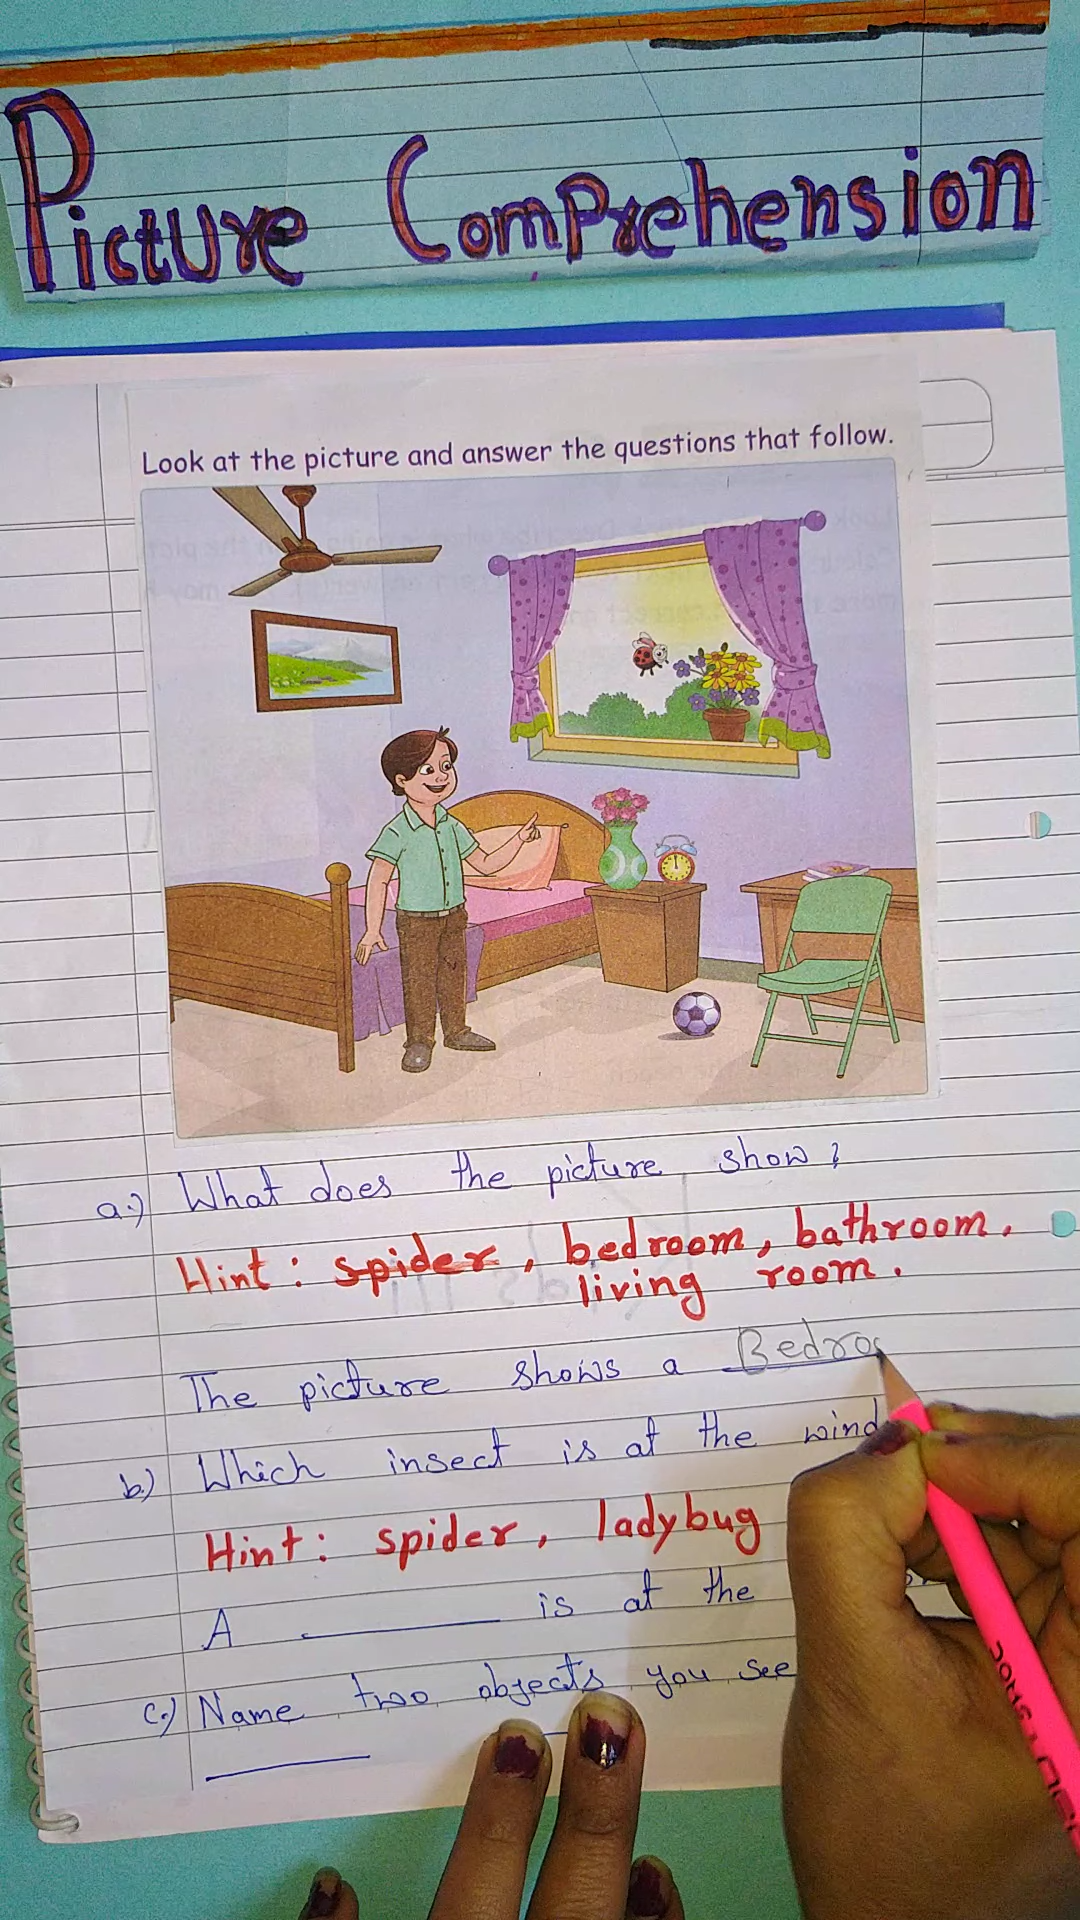 Picture Comprehension
Look at the picture and answer the questions that follow.
a.) What does the picture show?
Hint: spider, bedroom, bathroom,
living room.
The picture shows a Bedroo
b.) Which insect is at the wind
Hint: spider, ladybug
A ________ is at the
c.) Name two objects you see